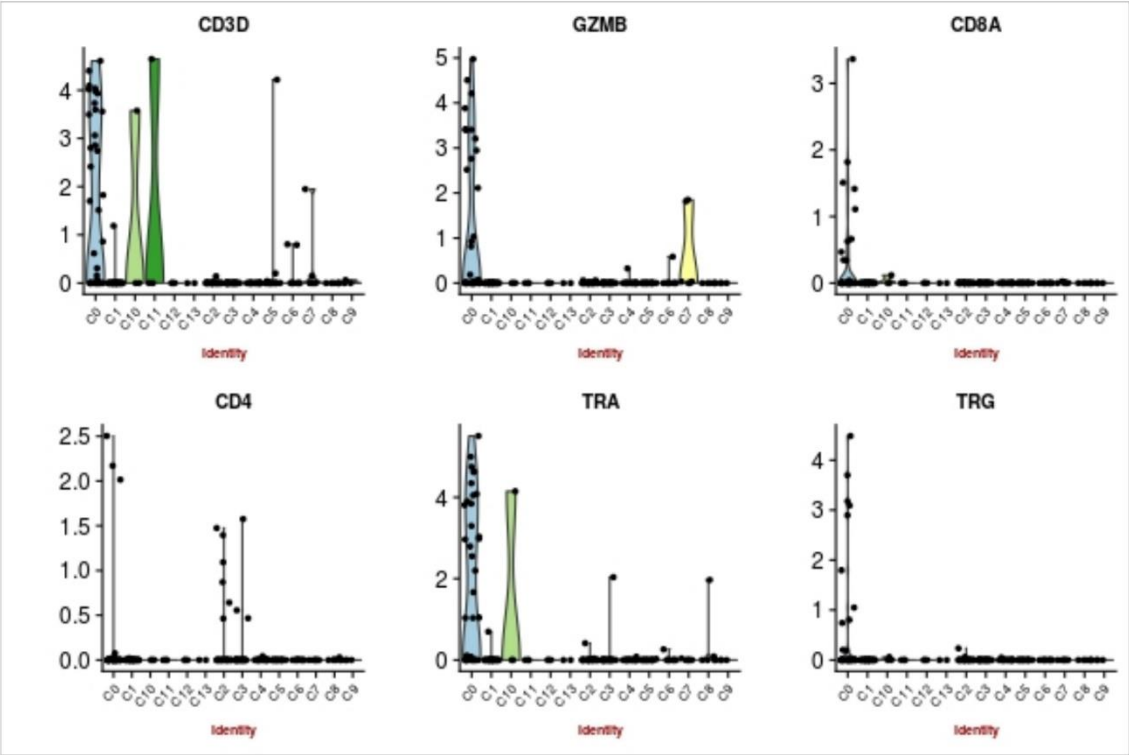 CD3D GZMB CD8A
4 3 2 1 0
5 4 3 2 1 0
3 2 1 0
C0 C1 C10 C11 C12 C13 C2 C3 C4 C5 C6 C7 C8 C9
C0 C1 C10 C11 C12 C13 C2 C3 C4 C5 C6 C7 C8 C9
C0 C1 C10 C11 C12 C13 C2 C3 C4 C5 C6 C7 C8 C9
Identity Identity Identity
CD4 TRA TRG
2.5 2.0 1.5 1.0 0.5 0.0
4 2 0
4 3 2 1 0
C0 C1 C10 C11 C12 C13 C2 C3 C4 C5 C6 C7 C8 C9
C0 C1 C10 C11 C12 C13 C2 C3 C4 C5 C6 C7 C8 C9
C0 C1 C10 C11 C12 C13 C2 C3 C4 C5 C6 C7 C8 C9
Identity Identity Identity